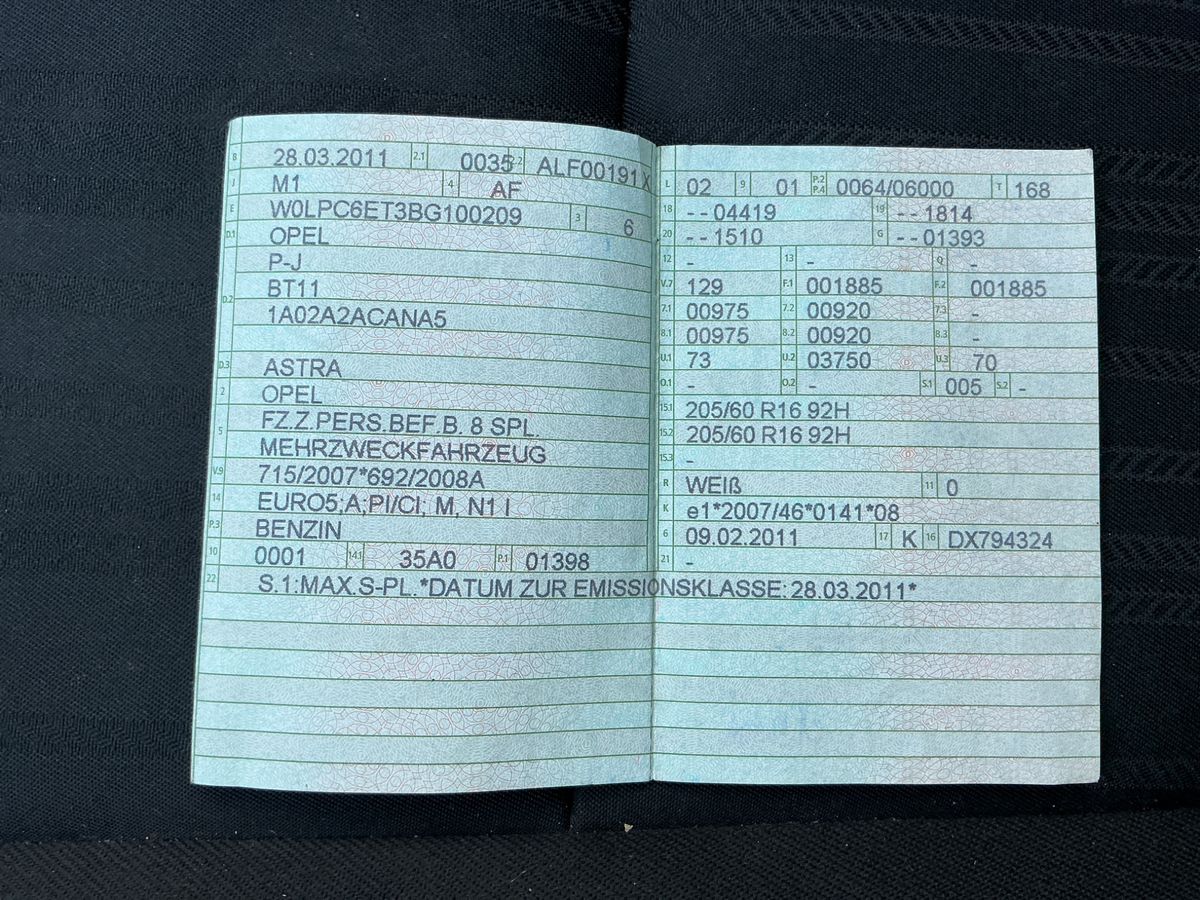 B 28.03.2011 2.1 0035 2.2 ALF00191X
J M1 4 AF
E W0LPC6ET3BG100209 3 6
D.1 OPEL
P-J
D.2 BT11
1A02A2ACANA5
D.3 ASTRA
2 OPEL
5 FZ.Z.PERS.BEF.B. 8 SPL.
MEHRZWECKFAHRZEUG
V.9 715/2007*692/2008A
14 EURO5;A;PI/CI; M, N1 I
P.3 BENZIN
10 0001 14.1 35A0 P.1 01398
22 S.1:MAX.S-PL.*DATUM ZUR EMISSIONSKLASSE: 28.03.2011*
L 02 9 01 P.2 P.4 0064/06000 T 168
18 --04419 19 --1814
20 --1510 G --01393
12 - 13 - Q -
V.7 129 F.1 001885 F.2 001885
7.1 00975 7.2 00920 7.3 -
8.1 00975 8.2 00920 8.3 -
U.1 73 U.2 03750 U.3 70
O.1 - O.2 - S.1 005 S.2 -
15.1 205/60 R16 92H
15.2 205/60 R16 92H
15.3 -
R WEIß 11 0
K e1*2007/46*0141*08
6 09.02.2011 17 K 16 DX794324
21 -